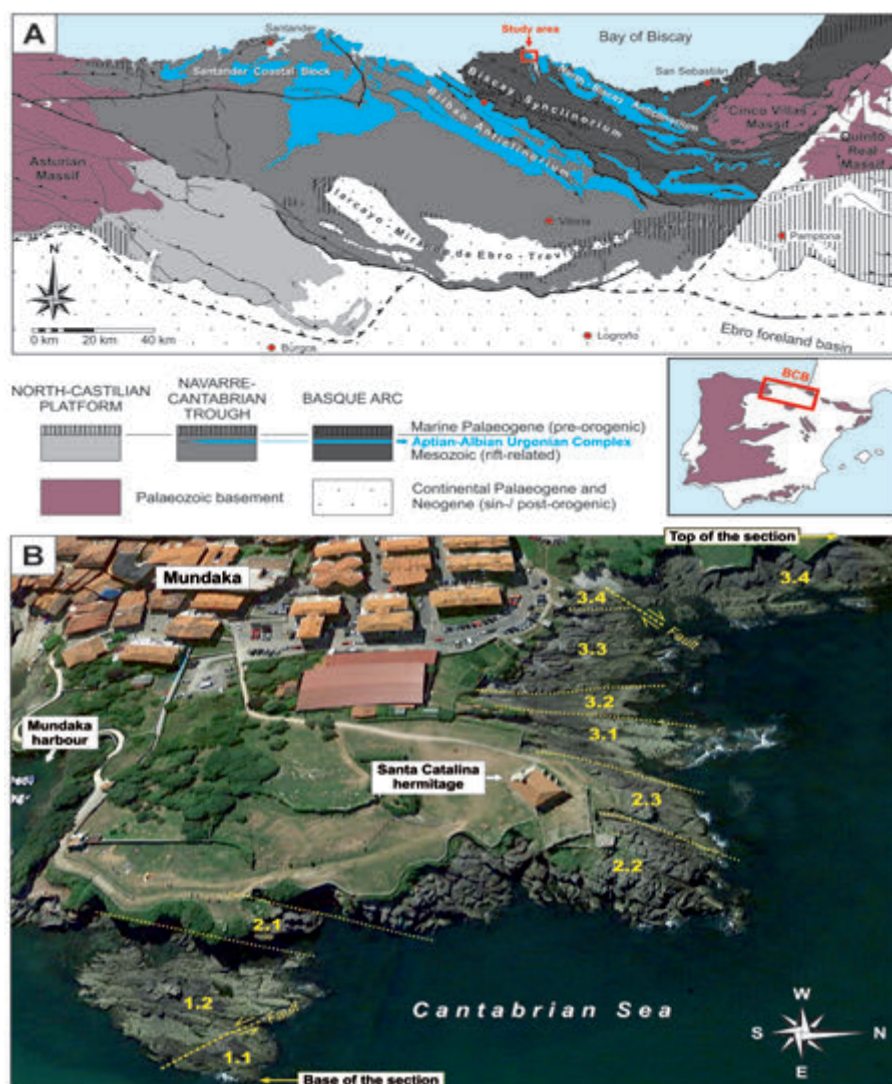 A
Santander
Study area
Bay of Biscay
Santander Coastal Block
San Sebastián
North Biscay Anticlinorium
Biscay Synclinorium
Bilbao Anticlinorium
Cinco Villas
Massif
Quinto
Real
Massif
Asturian
Massif
Vitoria
Pamplona
N
0 km 20 km 40 km
Burgos
Logroño
Ebro foreland basin
NORTH-CASTILIAN
PLATFORM
NAVARRE-
CANTABRIAN
TROUGH
BASQUE ARC
Marine Palaeogene (pre-orogenic)
Aptian-Albian Urgonian Complex
Mesozoic (rift-related)
Palaeozoic basement
Continental Palaeogene and
Neogene (sin-/ post-orogenic)
BCB
B
Top of the section
Mundaka
3.4
3.4
Fault
3.3
3.2
Mundaka
harbour
3.1
Santa Catalina
hermitage
2.3
2.2
2.1
1.2
Fault
1.1
Cantabrian Sea
W
S
N
E
Base of the section